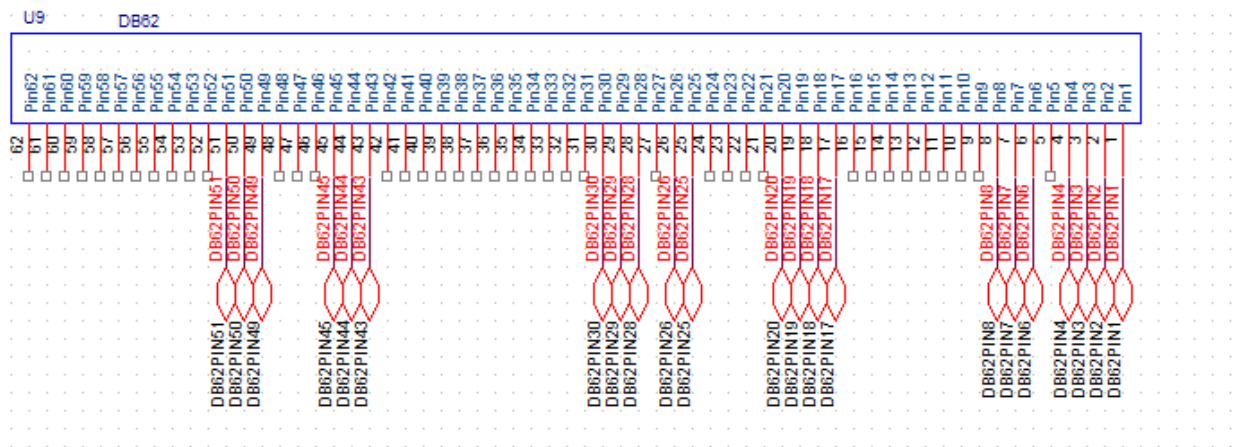 U9 DB62
Pin62 Pin61 Pin60 Pin59 Pin58 Pin57 Pin56 Pin55 Pin54 Pin53 Pin52 Pin51 Pin50 Pin49 Pin48 Pin47 Pin46 Pin45 Pin44 Pin43 Pin42 Pin41 Pin40 Pin39 Pin38 Pin37 Pin36 Pin35 Pin34 Pin33 Pin32 Pin31 Pin30 Pin29 Pin28 Pin27 Pin26 Pin25 Pin24 Pin23 Pin22 Pin21 Pin20 Pin19 Pin18 Pin17 Pin16 Pin15 Pin14 Pin13 Pin12 Pin11 Pin10 Pin9 Pin8 Pin7 Pin6 Pin5 Pin4 Pin3 Pin2 Pin1
62 61 60 59 58 57 56 55 54 53 52 51 50 49 48 47 46 45 44 43 42 41 40 39 38 37 36 35 34 33 32 31 30 29 28 27 26 25 24 23 22 21 20 19 18 17 16 15 14 13 12 11 10 9 8 7 6 5 4 3 2 1
DB62PIN51 DB62PIN50 DB62PIN49 DB62PIN45 DB62PIN44 DB62PIN43 DB62PIN30 DB62PIN29 DB62PIN28 DB62PIN26 DB62PIN25 DB62PIN20 DB62PIN19 DB62PIN18 DB62PIN17 DB62PIN8 DB62PIN7 DB62PIN6 DB62PIN4 DB62PIN3 DB62PIN2 DB62PIN1
DB62PIN51 DB62PIN50 DB62PIN49 DB62PIN45 DB62PIN44 DB62PIN43 DB62PIN30 DB62PIN29 DB62PIN28 DB62PIN26 DB62PIN25 DB62PIN20 DB62PIN19 DB62PIN18 DB62PIN17 DB62PIN8 DB62PIN7 DB62PIN6 DB62PIN4 DB62PIN3 DB62PIN2 DB62PIN1